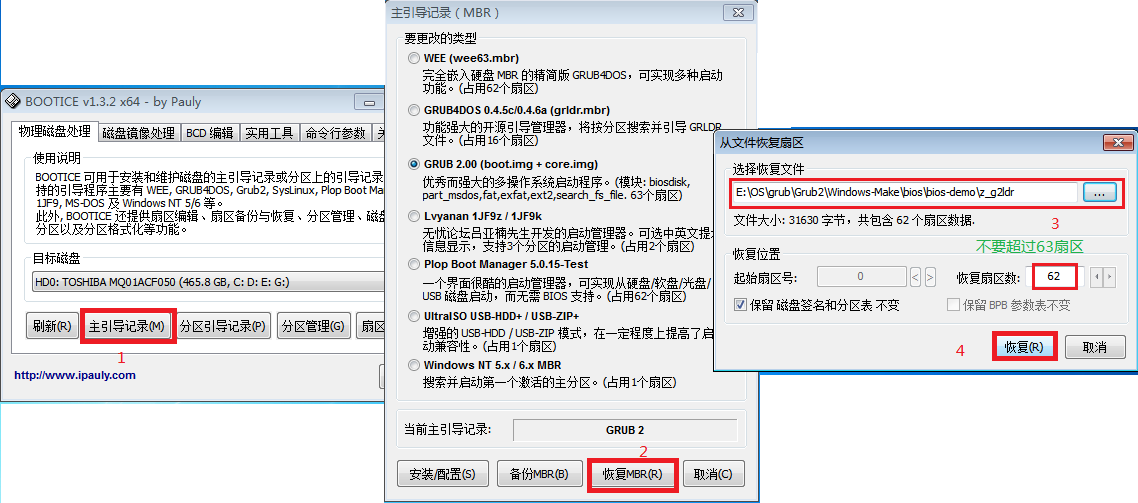 BOOTICE v1.3.2 x64 - by Pauly
物理磁盘处理 磁盘镜像处理 BCD 编辑 实用工具 命令行参数
使用说明
BOOTICE 可用于安装和维护磁盘的主引导记录或分区上的引导记录
持的引导程序主要有 WEE, GRUB4DOS, Grub2, SysLinux, Plop Boot Ma
1JF9, MS-DOS 及 Windows NT 5/6 等。
此外, BOOTICE 还提供扇区编辑、扇区备份与恢复、分区管理、磁盘
分区以及分区格式化等功能。
目标磁盘
HD0: TOSHIBA MQ01ACF050 (465.8 GB, C: D: E: G:)
刷新(R) 主引导记录(M) 分区引导记录(P) 分区管理(G) 扇区
1
http://www.ipauly.com
主引导记录 ( MBR )
要更改的类型
WEE (wee63.mbr)
完全嵌入硬盘 MBR 的精简版 GRUB4DOS，可实现多种启动
功能。(占用62个扇区)
GRUB4DOS 0.4.5c/0.4.6a (grldr.mbr)
功能强大的开源引导管理器，将按分区搜索并引导 GRLDR
文件。(占用16个扇区)
GRUB 2.00 (boot.img + core.img)
优秀而强大的多操作系统启动程序。(模块: biosdisk,
part_msdos,fat,exfat,ext2,search_fs_file. 63个扇区)
Lvyanan 1JF9z / 1JF9k
无忧论坛吕亚楠先生开发的启动管理器。可选中英文提
信息显示，支持3个分区的启动管理。(占用2个扇区)
Plop Boot Manager 5.0.15-Test
一个界面很酷的启动管理器，可实现从硬盘/软盘/光盘/
USB 磁盘启动，而无需 BIOS 支持。(占用62个扇区)
UltraISO USB-HDD+ / USB-ZIP+
增强的 USB-HDD / USB-ZIP 模式，在一定程度上提高了启
动兼容性。(占用1个扇区)
Windows NT 5.x / 6.x MBR
搜索并启动第一个激活的主分区。(占用1个扇区)
当前主引导记录: GRUB 2
2
安装/配置(S) 备份MBR(B) 恢复MBR(R) 取消(C)
从文件恢复扇区
选择恢复文件
E:\OS\grub\Grub2\Windows-Make\bios\bios-demo\z_g2ldr ...
文件大小: 31630 字节，共包含 62 个扇区数据.
3
不要超过63扇区
恢复位置
起始扇区号: 0 < > 恢复扇区数: 62
保留 磁盘签名和分区表 不变 保留 BPB 参数表不变
4
恢复(R) 取消